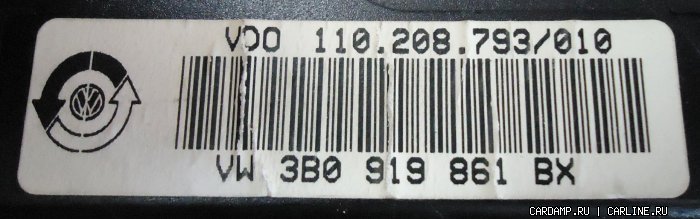 VDO 110.208.793/010
VW 3B0 919 861 BX
CARDAMP.RU | CARLINE.RU